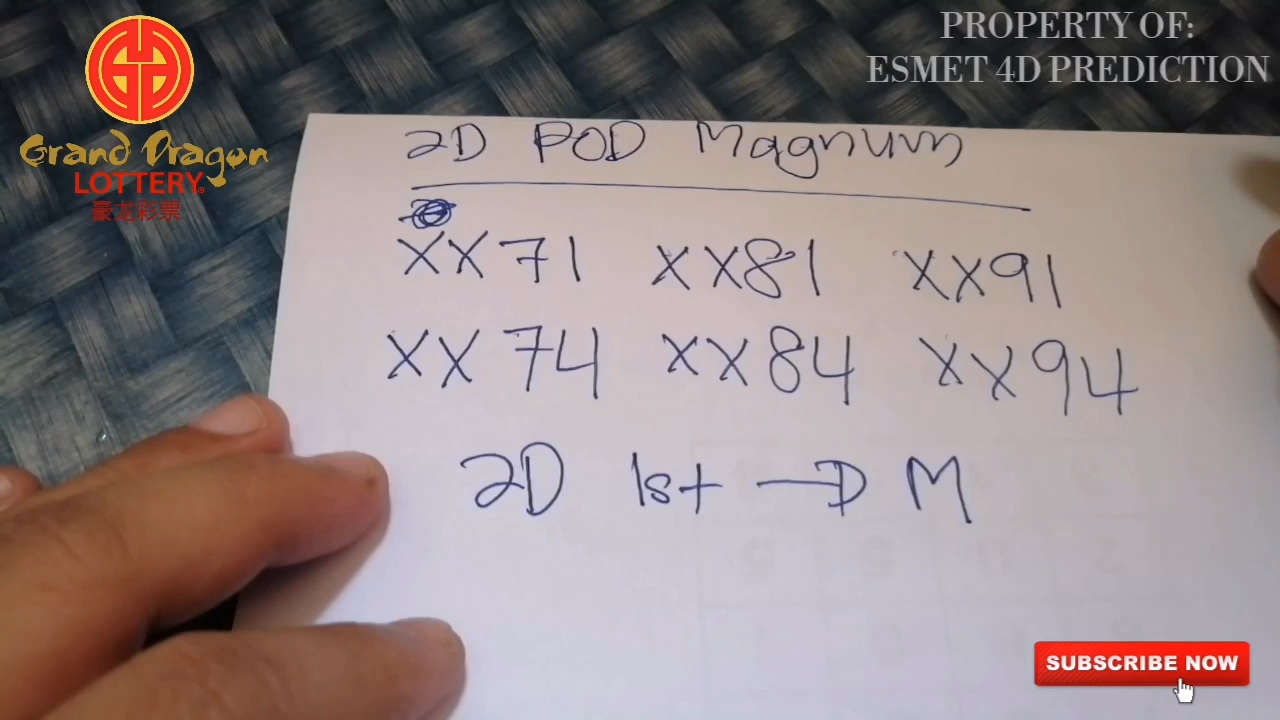 PROPERTY OF:
ESMET 4D PREDICTION
Grand Dragon
LOTTERY®
豪龙彩票
2D POD Magnum
XX71 XX81 XX91
XX74 XX84 XX94
2D 1st → M
SUBSCRIBE NOW